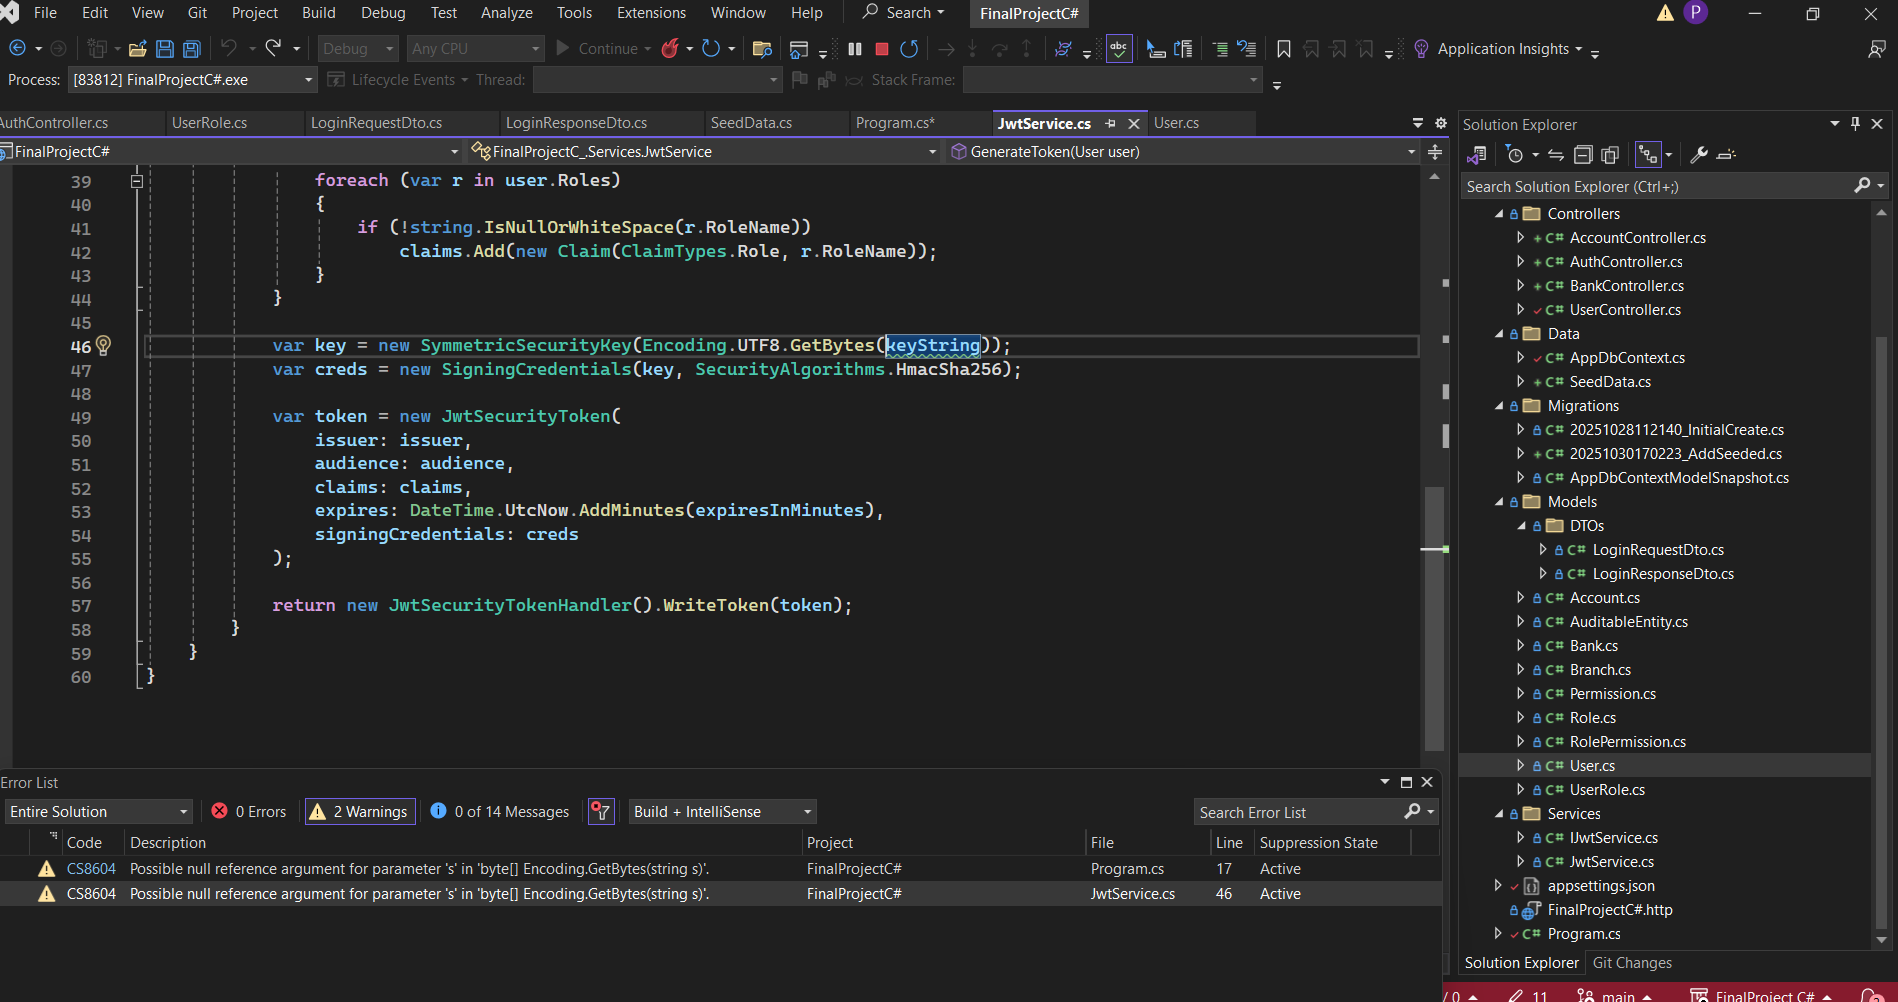 File Edit View Git Project Build Debug Test Analyze Tools Extensions Window Help Search FinalProjectC# P
Debug Any CPU Continue Application Insights
Process: [83812] FinalProjectC#.exe Lifecycle Events Thread: Stack Frame:
AuthController.cs UserRole.cs LoginRequestDto.cs LoginResponseDto.cs SeedData.cs Program.cs* JwtService.cs User.cs
FinalProjectC# FinalProjectC_.Services.JwtService GenerateToken(User user)
39 foreach (var r in user.Roles)
40 {
41 if (!string.IsNullOrWhiteSpace(r.RoleName))
42 claims.Add(new Claim(ClaimTypes.Role, r.RoleName));
43 }
44 }
45
46 var key = new SymmetricSecurityKey(Encoding.UTF8.GetBytes(keyString));
47 var creds = new SigningCredentials(key, SecurityAlgorithms.HmacSha256);
48
49 var token = new JwtSecurityToken(
50 issuer: issuer,
51 audience: audience,
52 claims: claims,
53 expires: DateTime.UtcNow.AddMinutes(expiresInMinutes),
54 signingCredentials: creds
55 );
56
57 return new JwtSecurityTokenHandler().WriteToken(token);
58 }
59 }
60 }
Error List
Entire Solution 0 Errors 2 Warnings 0 of 14 Messages Build + IntelliSense Search Error List
Code Description Project File Line Suppression State
CS8604 Possible null reference argument for parameter 's' in 'byte[] Encoding.GetBytes(string s)'. FinalProjectC# Program.cs 17 Active
CS8604 Possible null reference argument for parameter 's' in 'byte[] Encoding.GetBytes(string s)'. FinalProjectC# JwtService.cs 46 Active
Solution Explorer
Search Solution Explorer (Ctrl+;)
Controllers
C# AccountController.cs
C# AuthController.cs
C# BankController.cs
C# UserController.cs
Data
C# AppDbContext.cs
C# SeedData.cs
Migrations
C# 20251028112140_InitialCreate.cs
C# 20251030170223_AddSeeded.cs
C# AppDbContextModelSnapshot.cs
Models
DTOs
C# LoginRequestDto.cs
C# LoginResponseDto.cs
C# Account.cs
C# AuditableEntity.cs
C# Bank.cs
C# Branch.cs
C# Permission.cs
C# Role.cs
C# RolePermission.cs
C# User.cs
C# UserRole.cs
Services
C# IJwtService.cs
C# JwtService.cs
appsettings.json
FinalProjectC#.http
C# Program.cs
Solution Explorer Git Changes
/ 0 11 main FinalProject C#